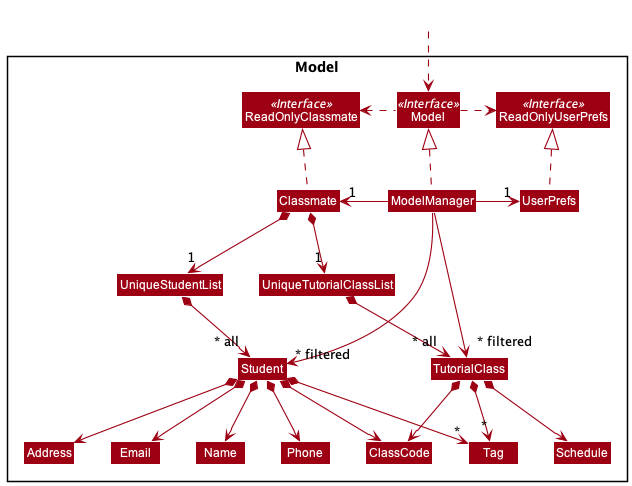 Model
«Interface»
ReadOnlyClassmate
«Interface»
Model
«Interface»
ReadOnlyUserPrefs
Classmate
1
ModelManager
1
UserPrefs
1
1
UniqueStudentList
UniqueTutorialClassList
* all
* filtered
* all
* filtered
Student
TutorialClass
*
*
Address
Email
Name
Phone
ClassCode
Tag
Schedule